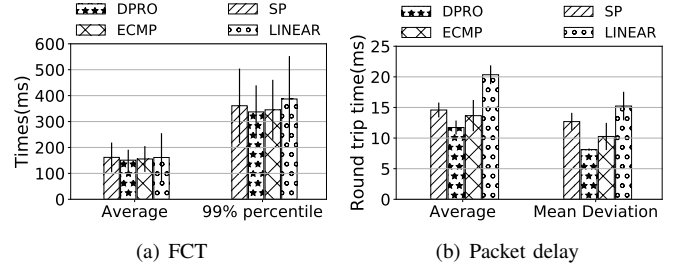 DPRO SP
ECMP LINEAR
Times(ms)
600
500
400
300
200
100
0
Average 99% percentile
(a) FCT
DPRO SP
ECMP LINEAR
Round trip time(ms)
25
20
15
10
5
0
Average Mean Deviation
(b) Packet delay